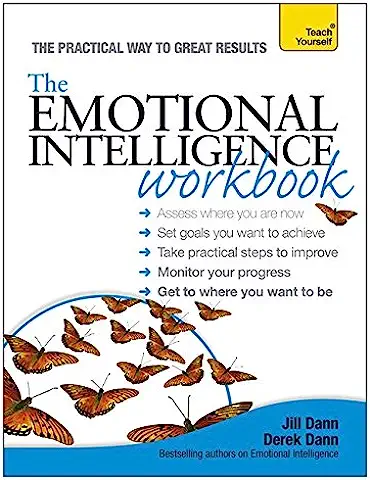 Teach
Yourself®
THE PRACTICAL WAY TO GREAT RESULTS
The
EMOTIONAL
INTELLIGENCE
workbook
→ Assess where you are now
→ Set goals you want to achieve
→ Take practical steps to improve
→ Monitor your progress
→ Get to where you want to be
Jill Dann
Derek Dann
Bestselling authors on Emotional Intelligence